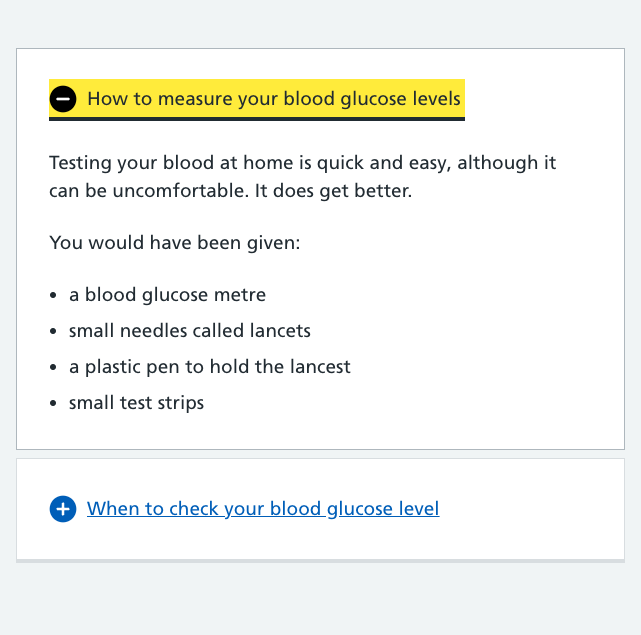 How to measure your blood glucose levels
Testing your blood at home is quick and easy, although it
can be uncomfortable. It does get better.
You would have been given:
• a blood glucose metre
• small needles called lancets
• a plastic pen to hold the lancest
• small test strips
When to check your blood glucose level